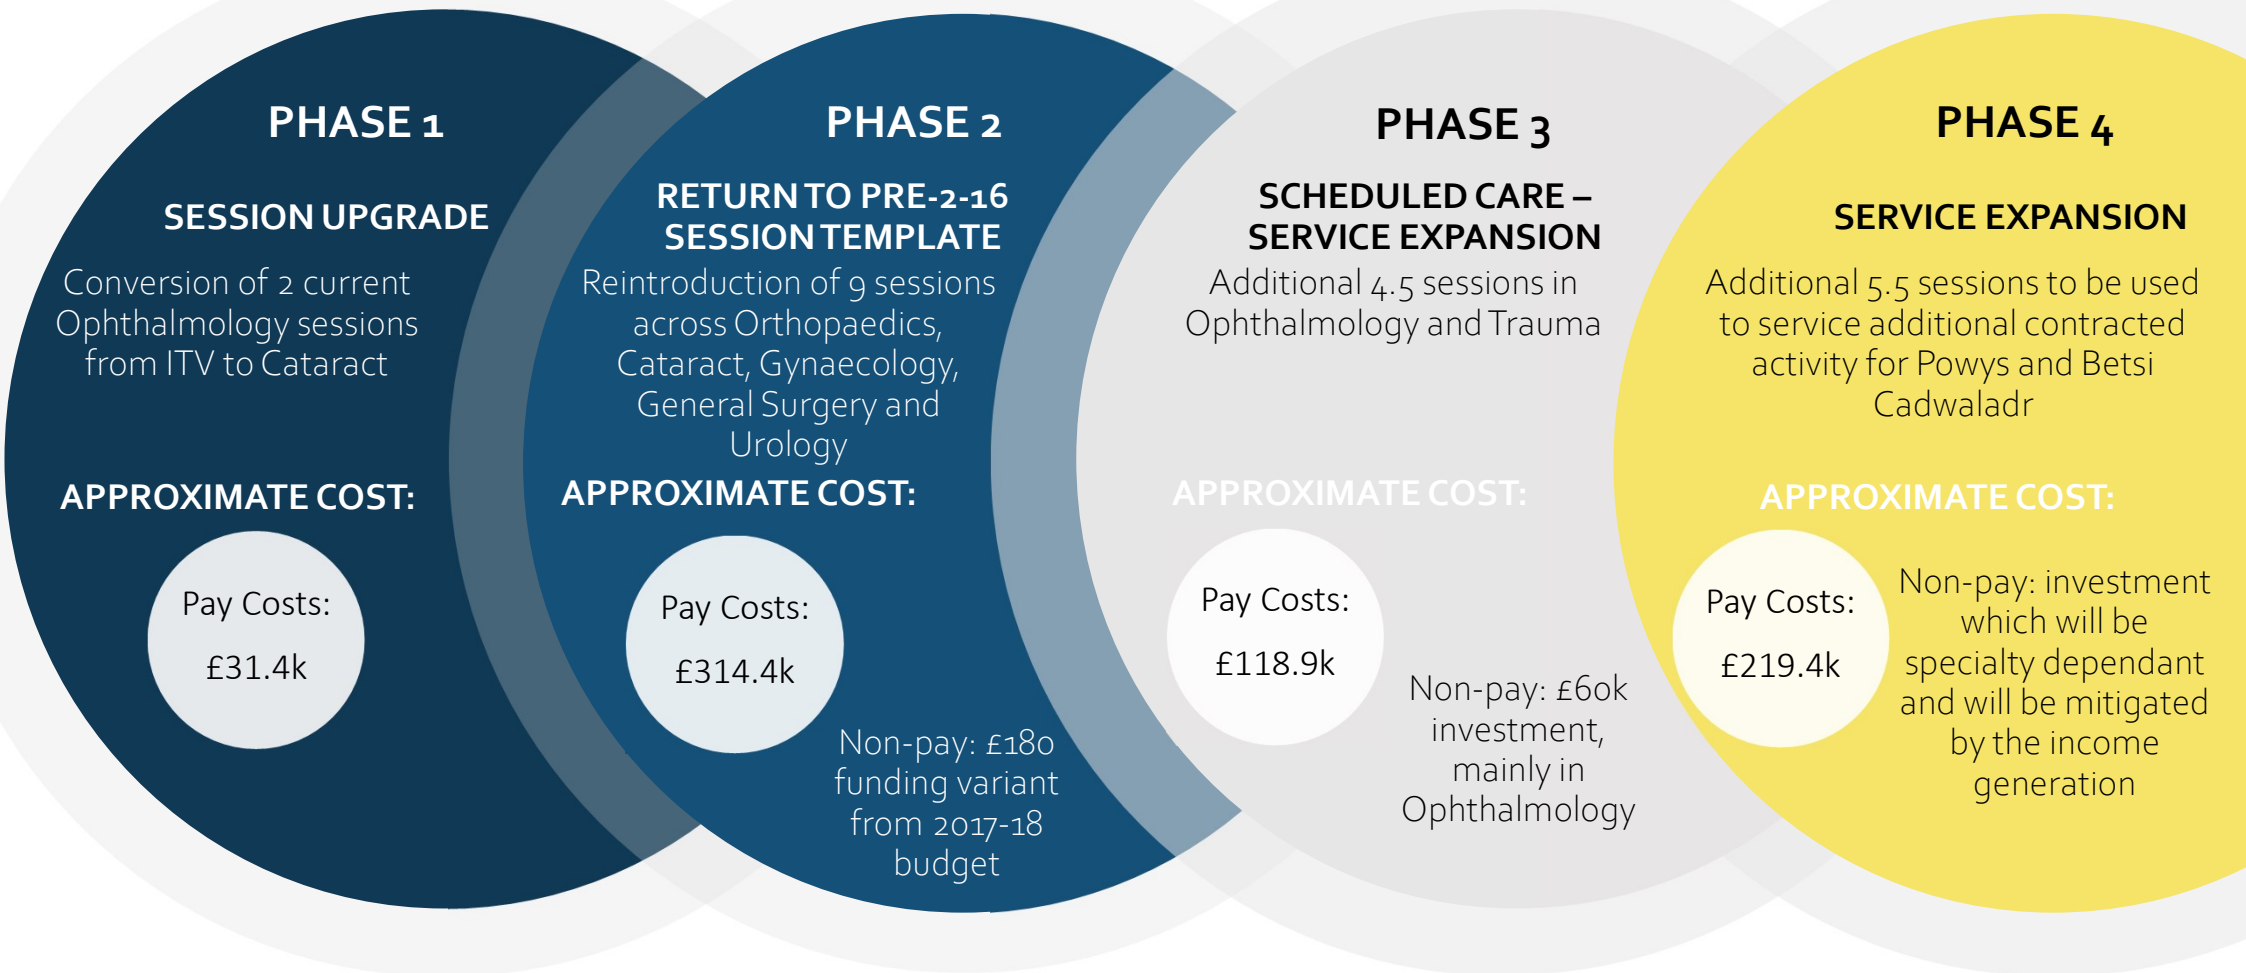 PHASE 1
SESSION UPGRADE
Conversion of 2 current
Ophthalmology sessions
from ITV to Cataract
APPROXIMATE COST:
Pay Costs:
£31.4k
PHASE 2
RETURN TO PRE-2-16
SESSION TEMPLATE
Reintroduction of 9 sessions
across Orthopaedics,
Cataract, Gynaecology,
General Surgery and
Urology
APPROXIMATE COST:
Pay Costs:
£314.4k
Non-pay: £180
funding variant
from 2017-18
budget
PHASE 3
SCHEDULED CARE –
SERVICE EXPANSION
Additional 4.5 sessions in
Ophthalmology and Trauma
APPROXIMATE COST:
Pay Costs:
£118.9k
Non-pay: £60k
investment,
mainly in
Ophthalmology
PHASE 4
SERVICE EXPANSION
Additional 5.5 sessions to be used
to service additional contracted
activity for Powys and Betsi
Cadwaladr
APPROXIMATE COST:
Pay Costs:
£219.4k
Non-pay: investment
which will be
specialty dependant
and will be mitigated
by the income
generation